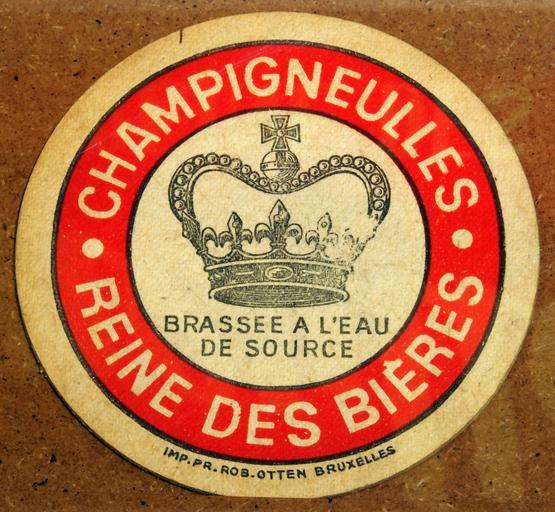 CHAMPIGNEULLES
BRASSEE A L'EAU
DE SOURCE
REINE DES BIÈRES
IMP.PR.ROB.OTTEN BRUXELLES